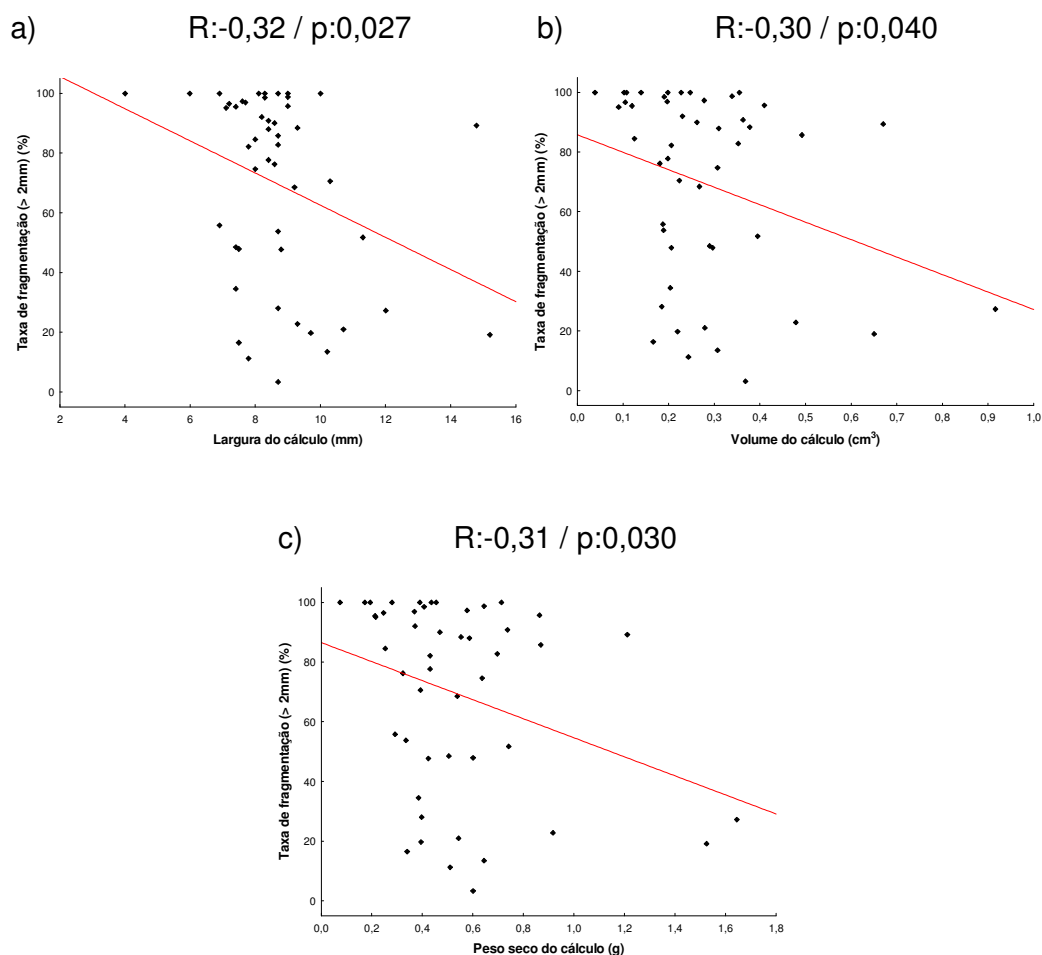 a) R:-0,32 / p:0,027
Taxa de fragmentação (> 2mm) (%)
100
80
60
40
20
0
2 4 6 8 10 12 14 16
Largura do cálculo (mm)
b) R:-0,30 / p:0,040
Taxa de fragmentação (> 2mm) (%)
100
80
60
40
20
0
0,0 0,1 0,2 0,3 0,4 0,5 0,6 0,7 0,8 0,9 1,0
Volume do cálculo (cm³)
c) R:-0,31 / p:0,030
Taxa de fragmentação (> 2mm) (%)
100
80
60
40
20
0
0,0 0,2 0,4 0,6 0,8 1,0 1,2 1,4 1,6 1,8
Peso seco do cálculo (g)